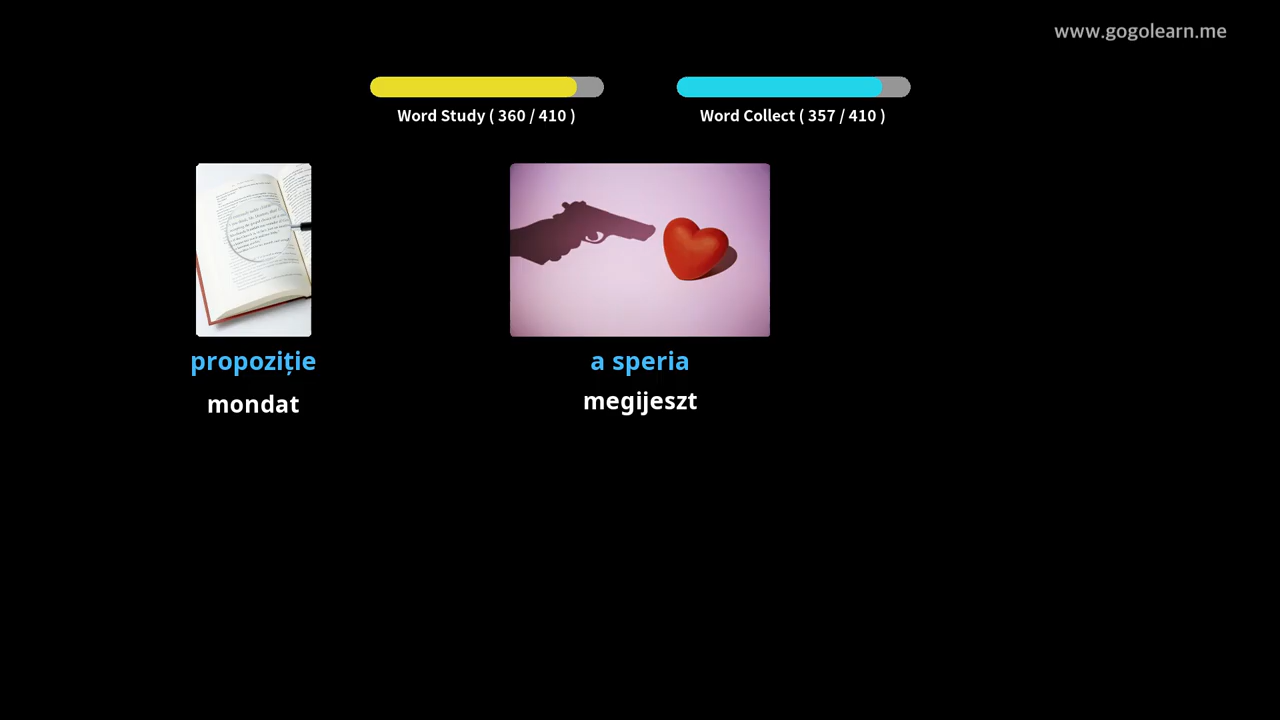 www.gogolearn.me
Word Study ( 360 / 410 )
Word Collect ( 357 / 410 )
propoziție
mondat
a speria
megijeszt